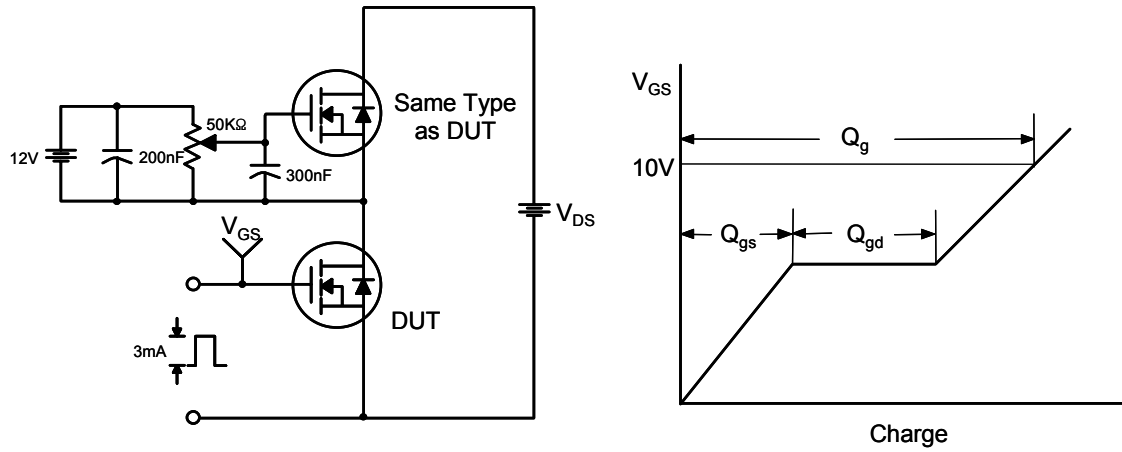 12V
200nF
50KΩ
300nF
Same Type
as DUT
V_DS
V_GS
DUT
3mA
V_GS
10V
Q_g
Q_gs
Q_gd
Charge